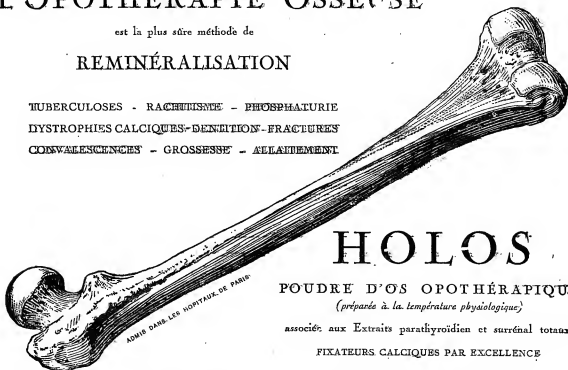 L'OPOTHÉRAPIE OSSEUSE
est la plus sûre méthode de
REMINÉRALISATION
TUBERCULOSES - RACHITISME - PHOSPHATURIE
DYSTROPHIES CALCIQUES-DENTITION-FRACTURES
CONVALESCENCES - GROSSESSE - ALLAITEMENT
ADMIS DANS LES HOPITAUX DE PARIS
HOLOS
POUDRE D'OS OPOTHÉRAPIQU
(préparée à la température physiologique)
associée aux Extraits parathyroïdien et surrénal totaux
FIXATEURS CALCIQUES PAR EXCELLENCE